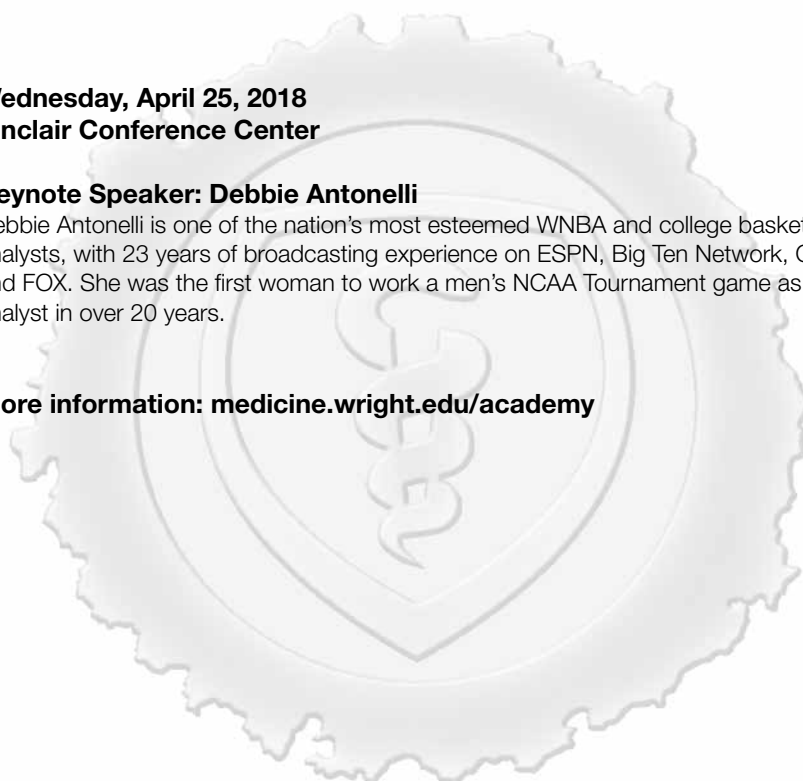 ednesday, April 25, 2018
nclair Conference Center
eynote Speaker: Debbie Antonelli
ebbie Antonelli is one of the nation’s most esteemed WNBA and college basket
nalysts, with 23 years of broadcasting experience on ESPN, Big Ten Network, C
nd FOX. She was the first woman to work a men’s NCAA Tournament game as
nalyst in over 20 years.
ore information: medicine.wright.edu/academy